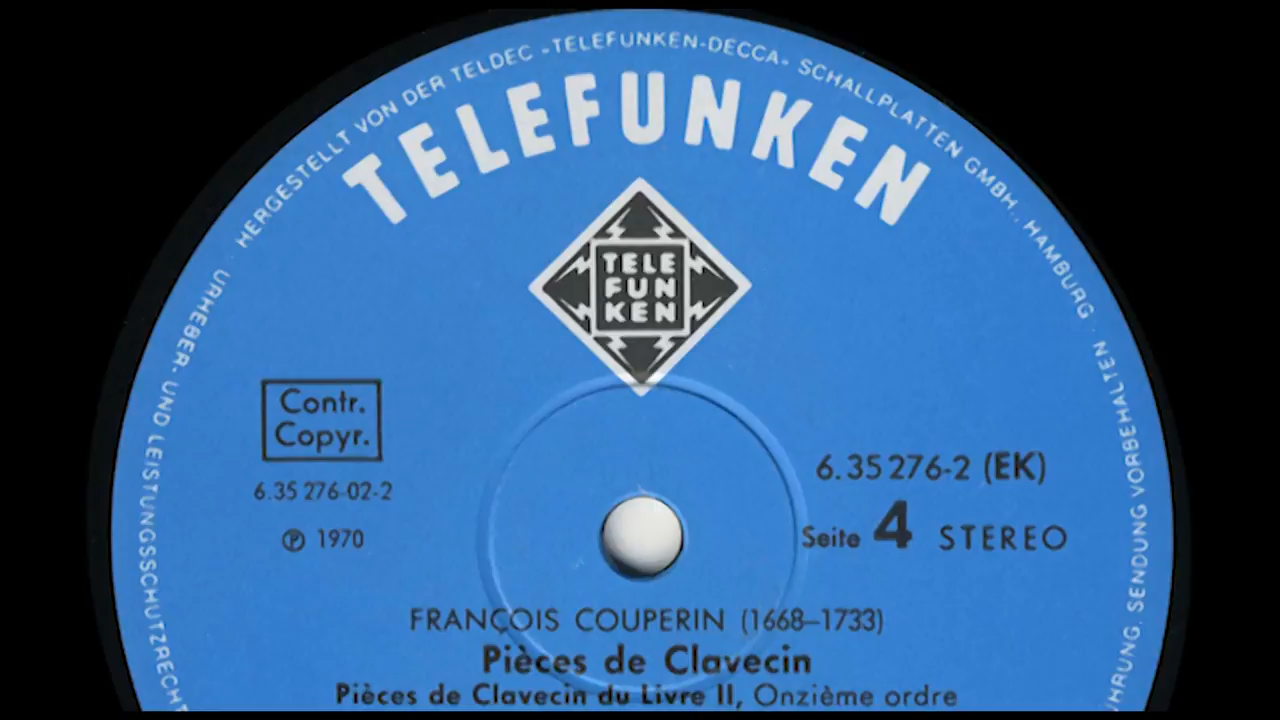 HERGESTELLT VON DER TELDEC »TELEFUNKEN-DECCA« SCHALLPLATTEN GMBH., HAMBURG ·
URHEBER- UND LEISTUNGSSCHUTZRECHT
UHRUNG, SENDUNG VORBEHALTEN
TELEFUNKEN
TELE
FUN
KEN
Contr.
Copyr.
6.35 276-02-2
℗ 1970
6.35 276-2 (EK)
Seite 4 STEREO
FRANÇOIS COUPERIN (1668–1733)
Pièces de Clavecin
Pièces de Clavecin du Livre II, Onzième ordre